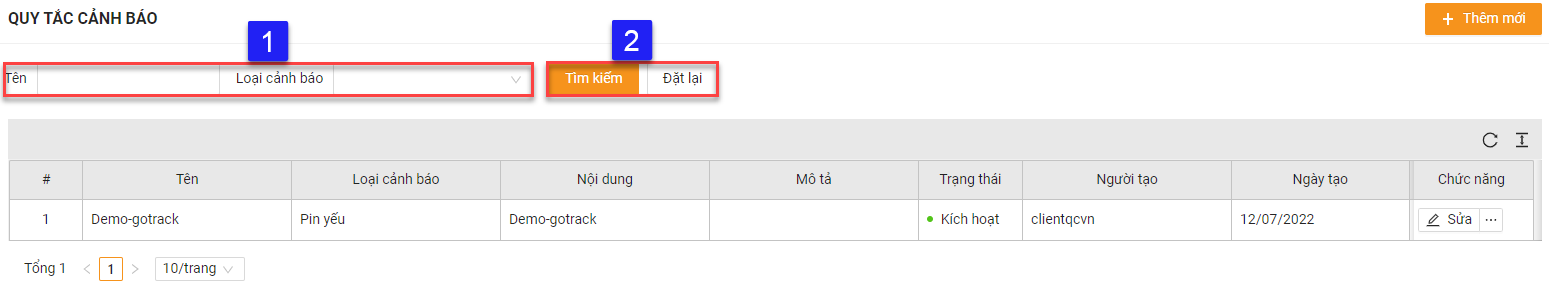 QUY TẮC CẢNH BÁO
+ Thêm mới
1
2
Tên Loại cảnh báo Tìm kiếm Đặt lại
# Tên Loại cảnh báo Nội dung Mô tả Trạng thái Người tạo Ngày tạo Chức năng
1 Demo-gotrack Pin yếu Demo-gotrack Kích hoạt clientqcvn 12/07/2022 Sửa ···
Tổng 1 < 1 > 10/trang